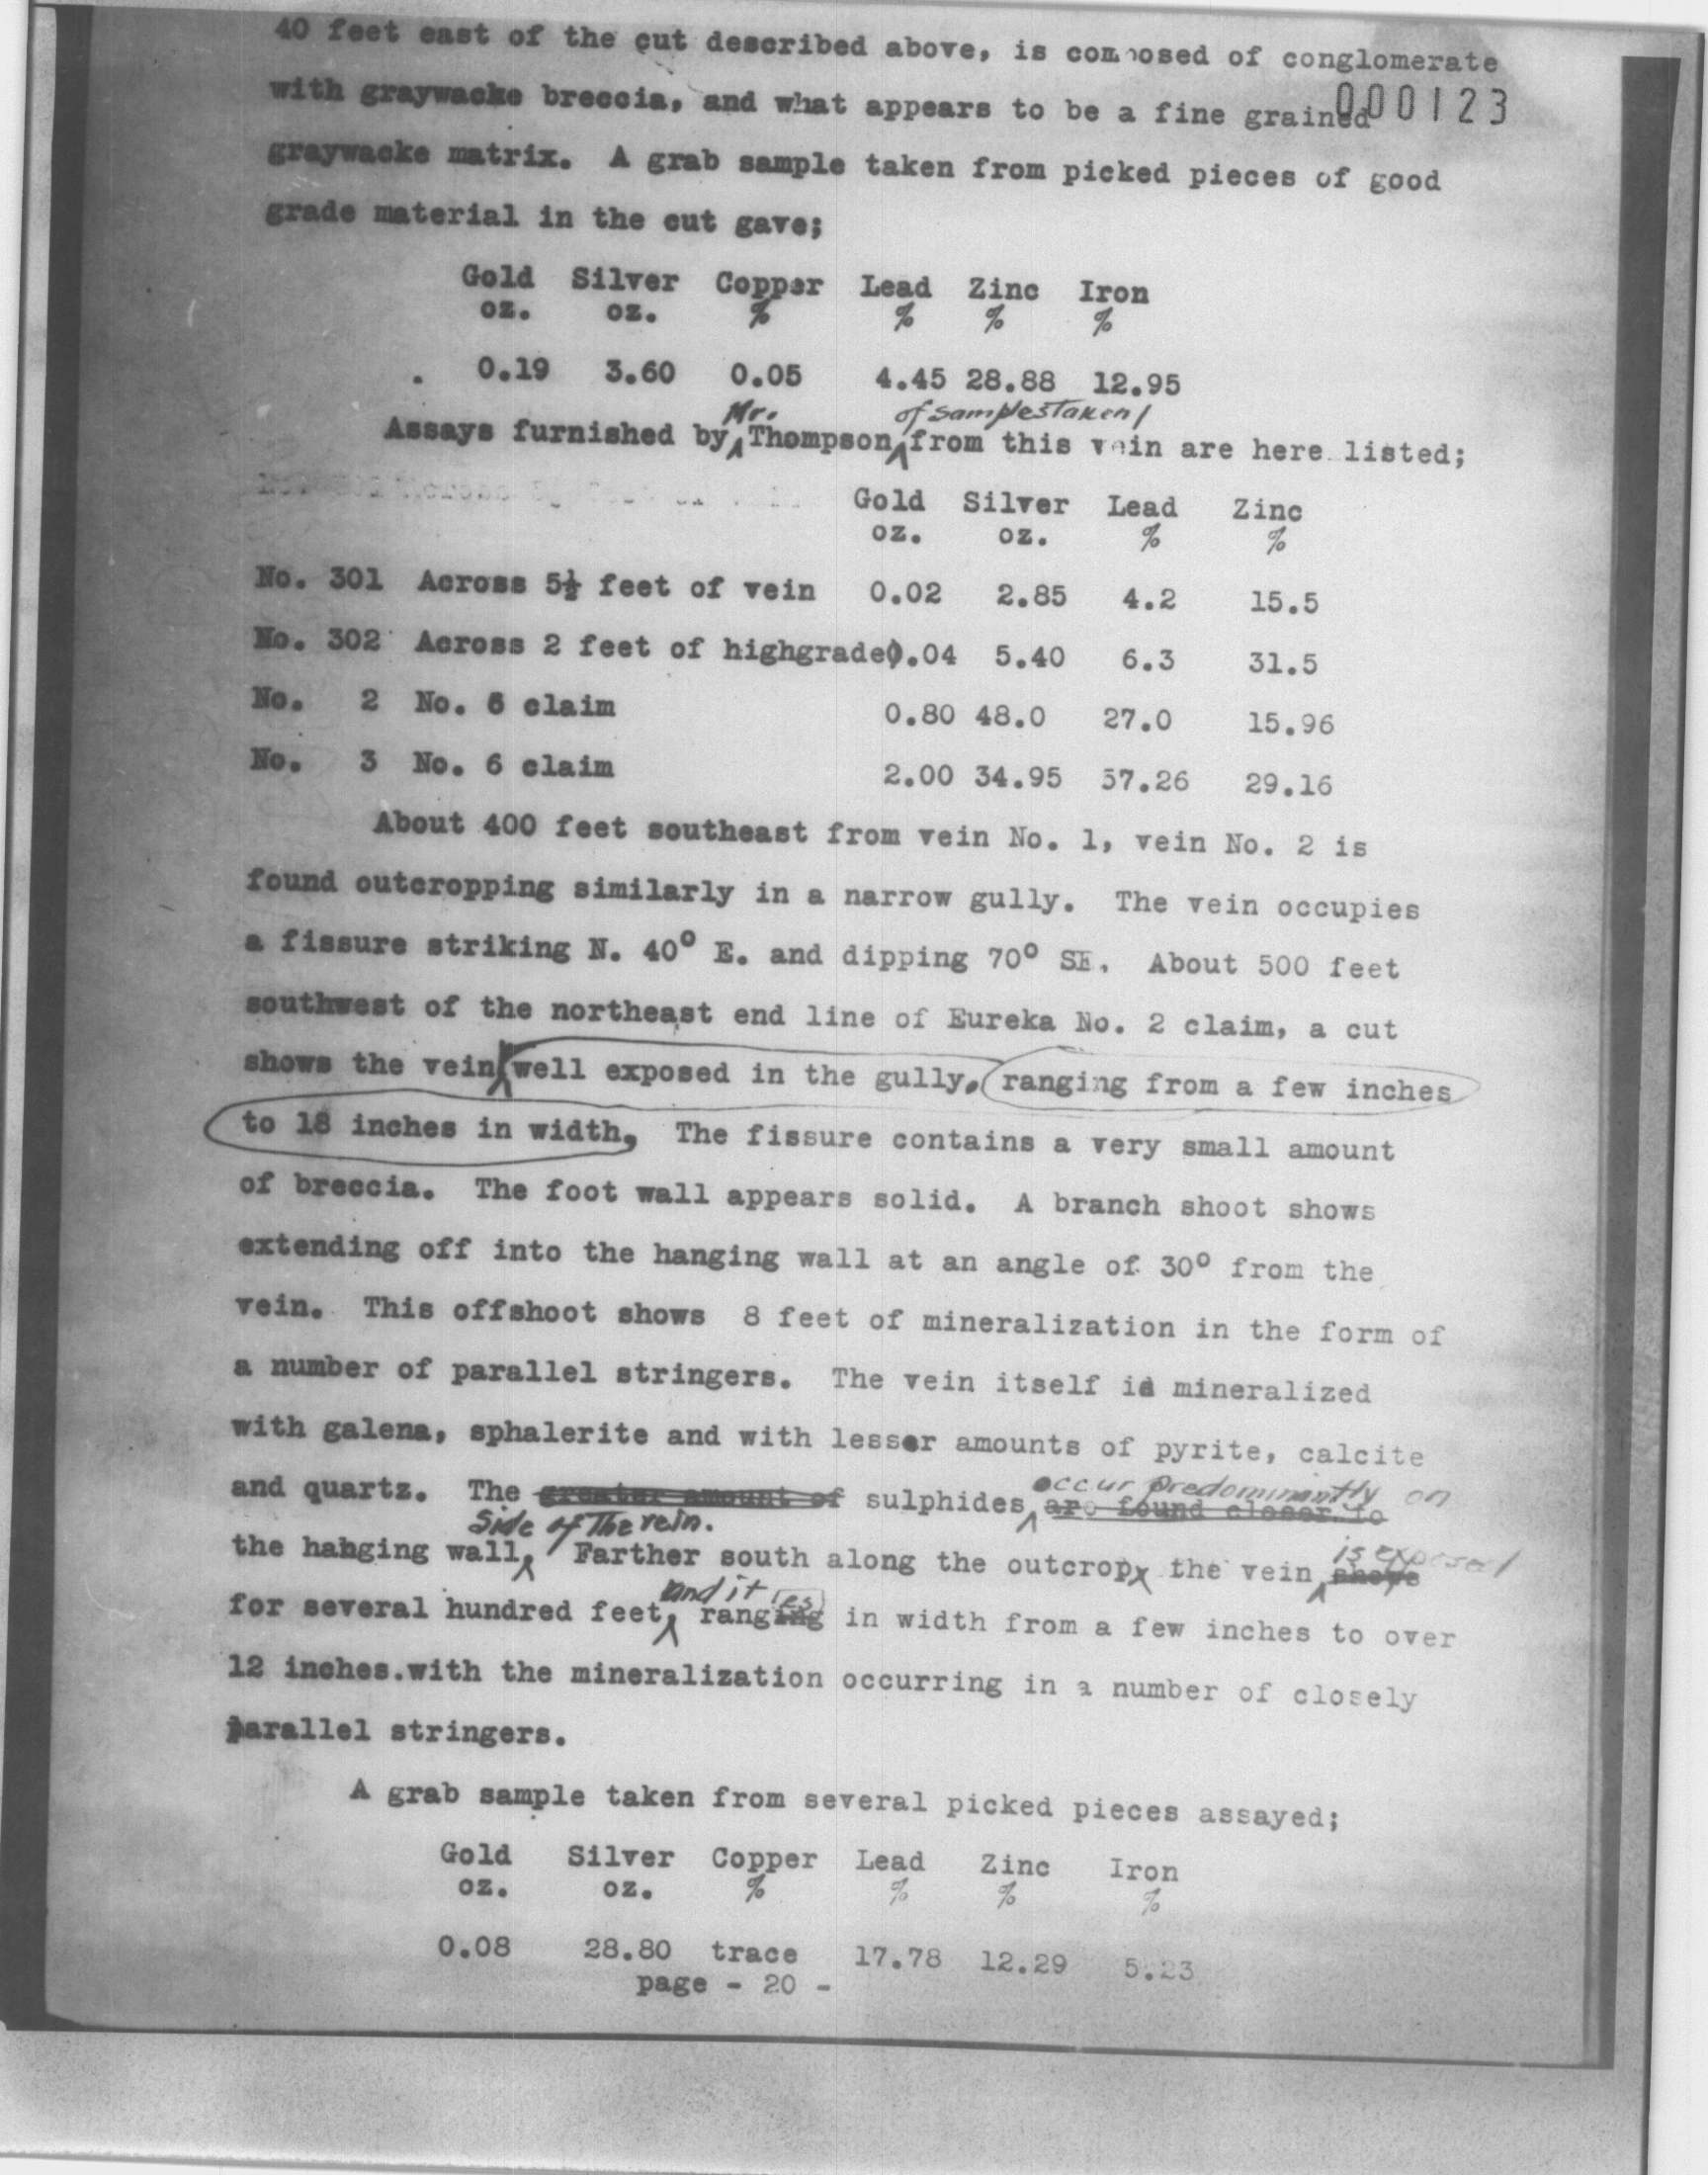 40 feet east of the cut described above, is composed of conglomerate
with graywacke breccia, and what appears to be a fine grained
000123
graywacke matrix. A grab sample taken from picked pieces of good
grade material in the cut gave;
Gold Silver Copper Lead Zinc Iron
oz. oz. % % % %
0.19 3.60 0.05 4.45 28.88 12.95
Mr. of samples taken
Assays furnished by Thompson from this vein are here listed;
Gold Silver Lead Zinc
oz. oz. % %
No. 301 Across 5½ feet of vein 0.02 2.85 4.2 15.5
No. 302 Across 2 feet of highgrade 0.04 5.40 6.3 31.5
No. 2 No. 6 claim 0.80 48.0 27.0 15.96
No. 3 No. 6 claim 2.00 34.95 29.16
About 400 feet southeast from vein No. 1, vein No. 2 is
found outcropping similarly in a narrow gully. The vein occupies
a fissure striking N. 40° E. and dipping 70° SE. About 500 feet
southwest of the northeast end line of Eureka No. 2 claim, a cut
shows the vein well exposed in the gully, ranging from a few inches
to 18 inches in width, The fissure contains a very small amount
of breccia. The foot wall appears solid. A branch shoot shows
extending off into the hanging wall at an angle of 30° from the
vein. This offshoot shows 8 feet of mineralization in the form of
a number of parallel stringers. The vein itself is mineralized
with galena, sphalerite and with lesser amounts of pyrite, calcite
occur predominantly on
and quartz. The greater amount of sulphides are found closer to
side of the vein. is exposed
the hanging wall, Farther south along the outcrop, the vein shows
and it es
for several hundred feet, ranging in width from a few inches to over
12 inches.with the mineralization occurring in a number of closely
parallel stringers.
A grab sample taken from several picked pieces assayed;
Gold Silver Copper Lead Zinc Iron
oz. oz. % % % %
0.08 28.80 trace 17.78 12.29 5.23
page - 20 -